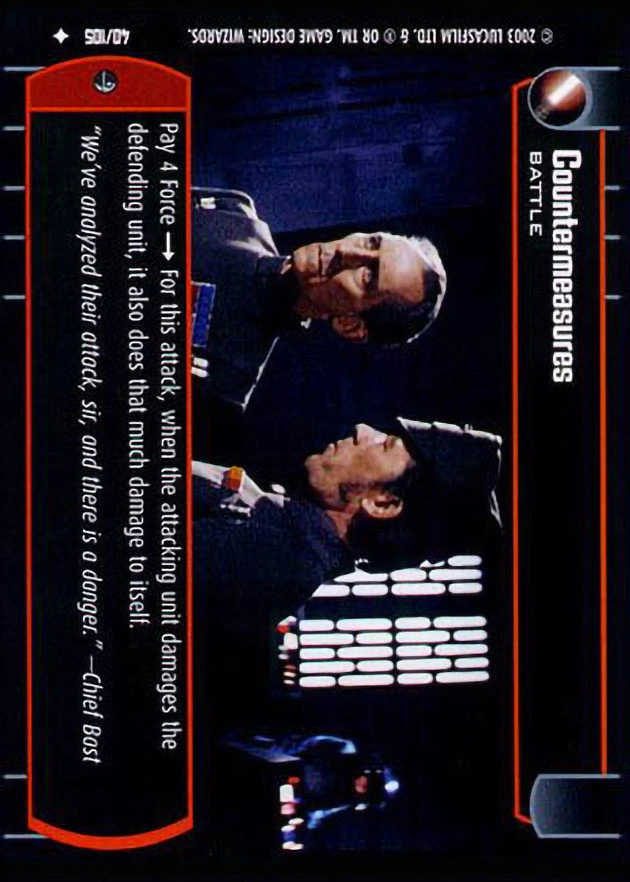 Countermeasures
BATTLE
Pay 4 Force → For this attack, when the attacking unit damages the
defending unit, it also does that much damage to itself.
"We've analyzed their attack, sir, and there is a danger." —Chief Bast
40/105
© 2003 LUCASFILM LTD. & ® OR TM. GAME DESIGN: WIZARDS.